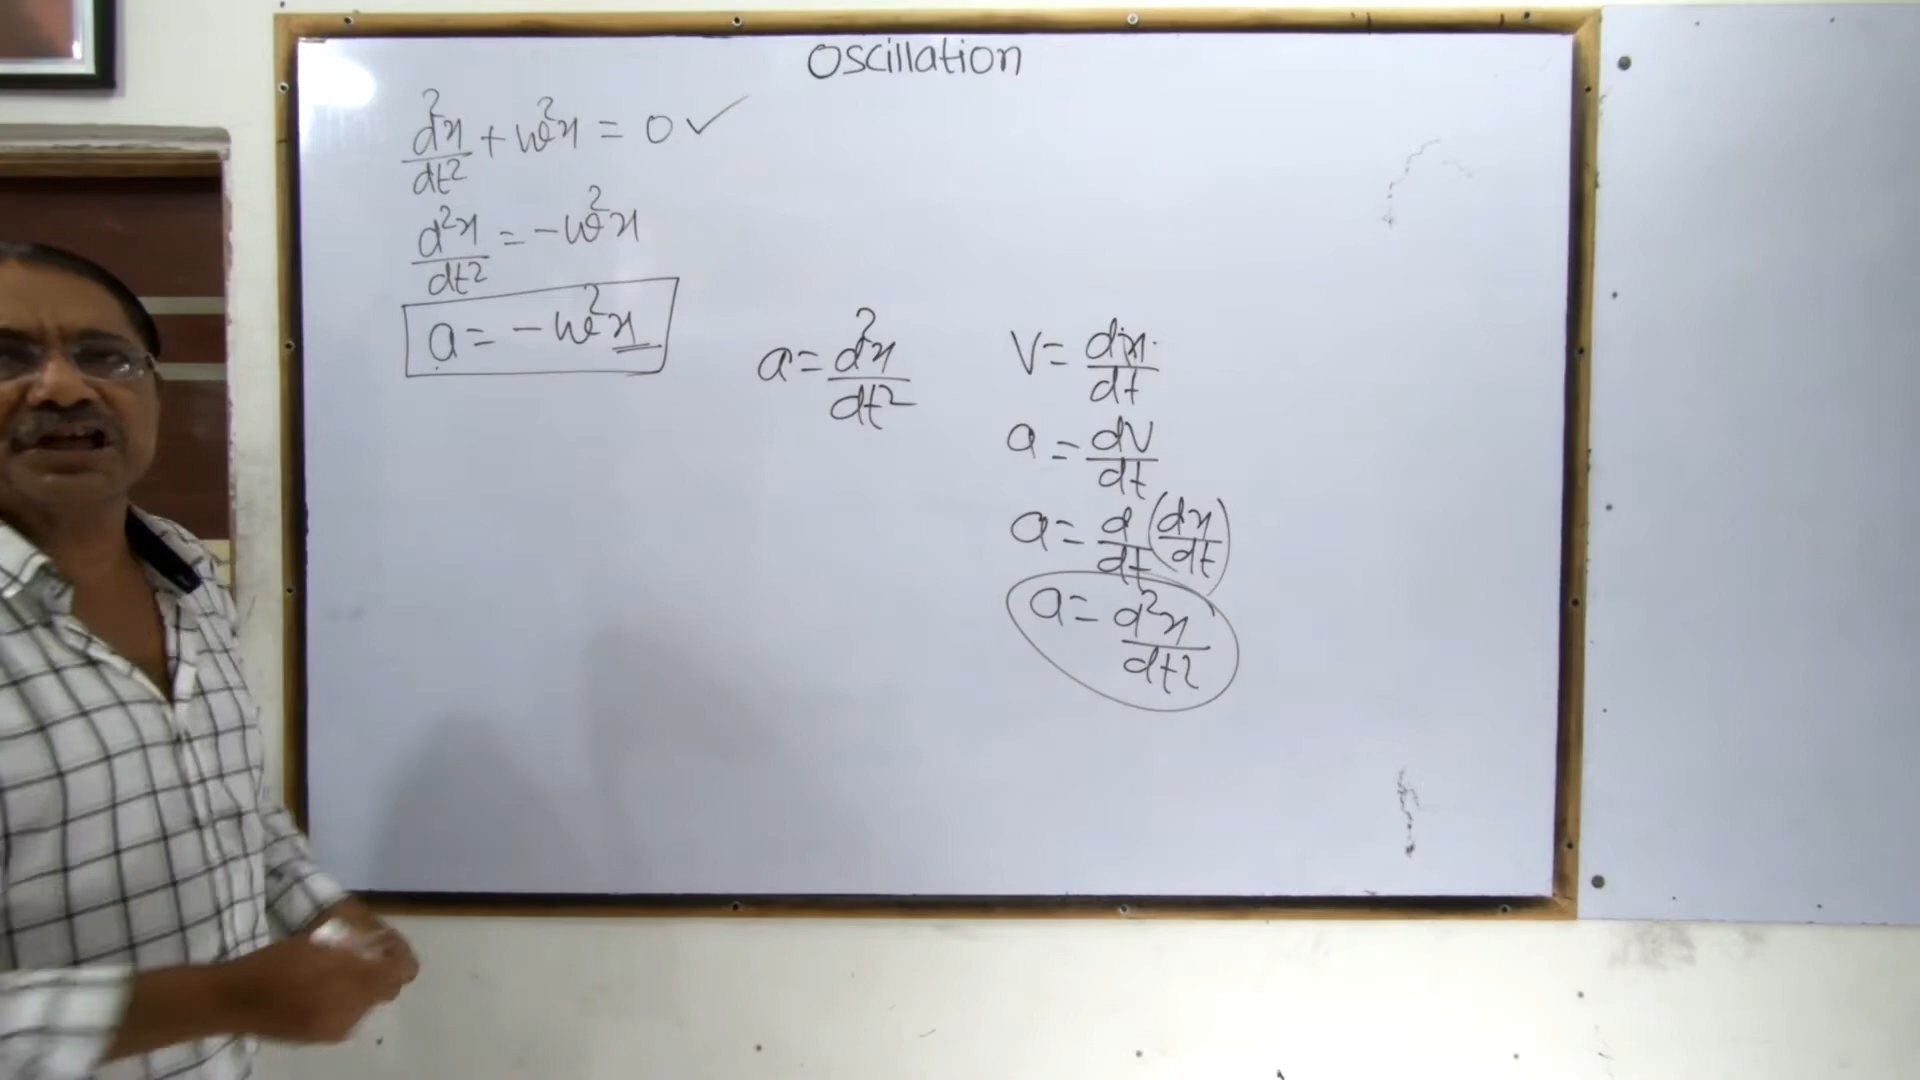 Oscillation
d²x/dt² + ω²x = 0 ✓
d²x/dt² = -ω²x
a = -ω²x
a = d²x/dt²
V = dx/dt
a = dV/dt
a = d/dt (dx/dt)
a = d²x/dt²